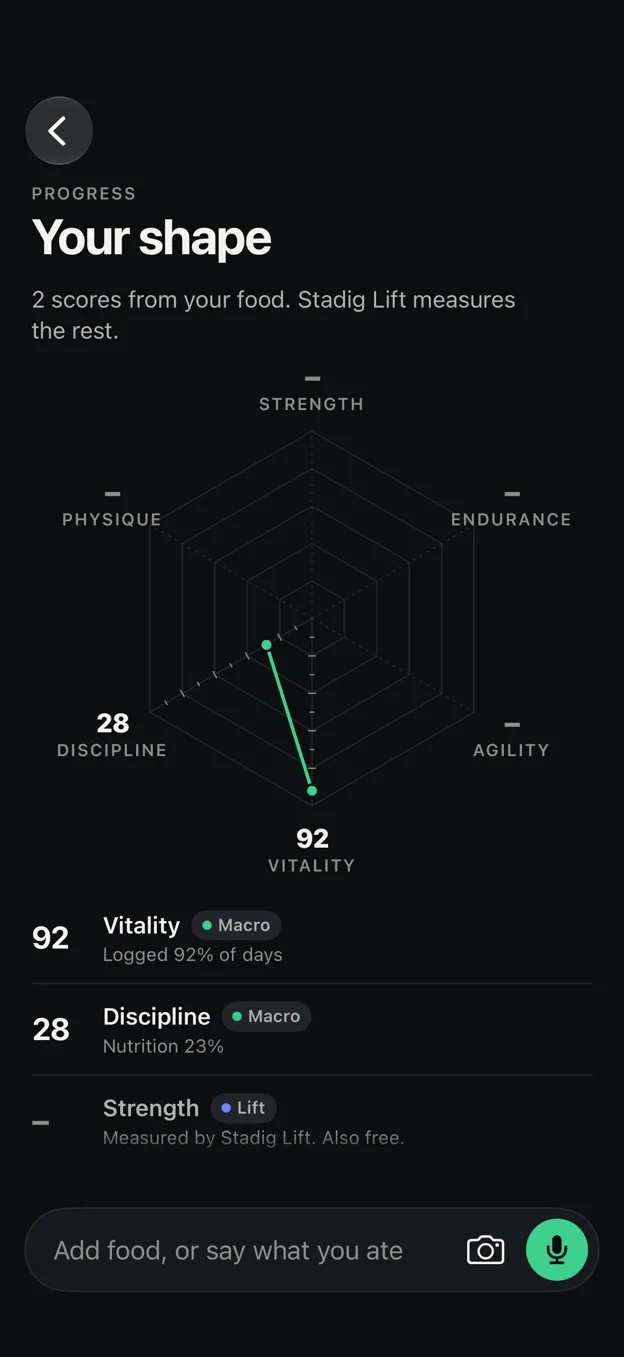 PROGRESS
Your shape
2 scores from your food. Stadig Lift measures
the rest.
–
STRENGTH
–
PHYSIQUE
–
ENDURANCE
28
DISCIPLINE
–
AGILITY
92
VITALITY
92
Vitality
Macro
Logged 92% of days
28
Discipline
Macro
Nutrition 23%
–
Strength
Lift
Measured by Stadig Lift. Also free.
Add food, or say what you ate